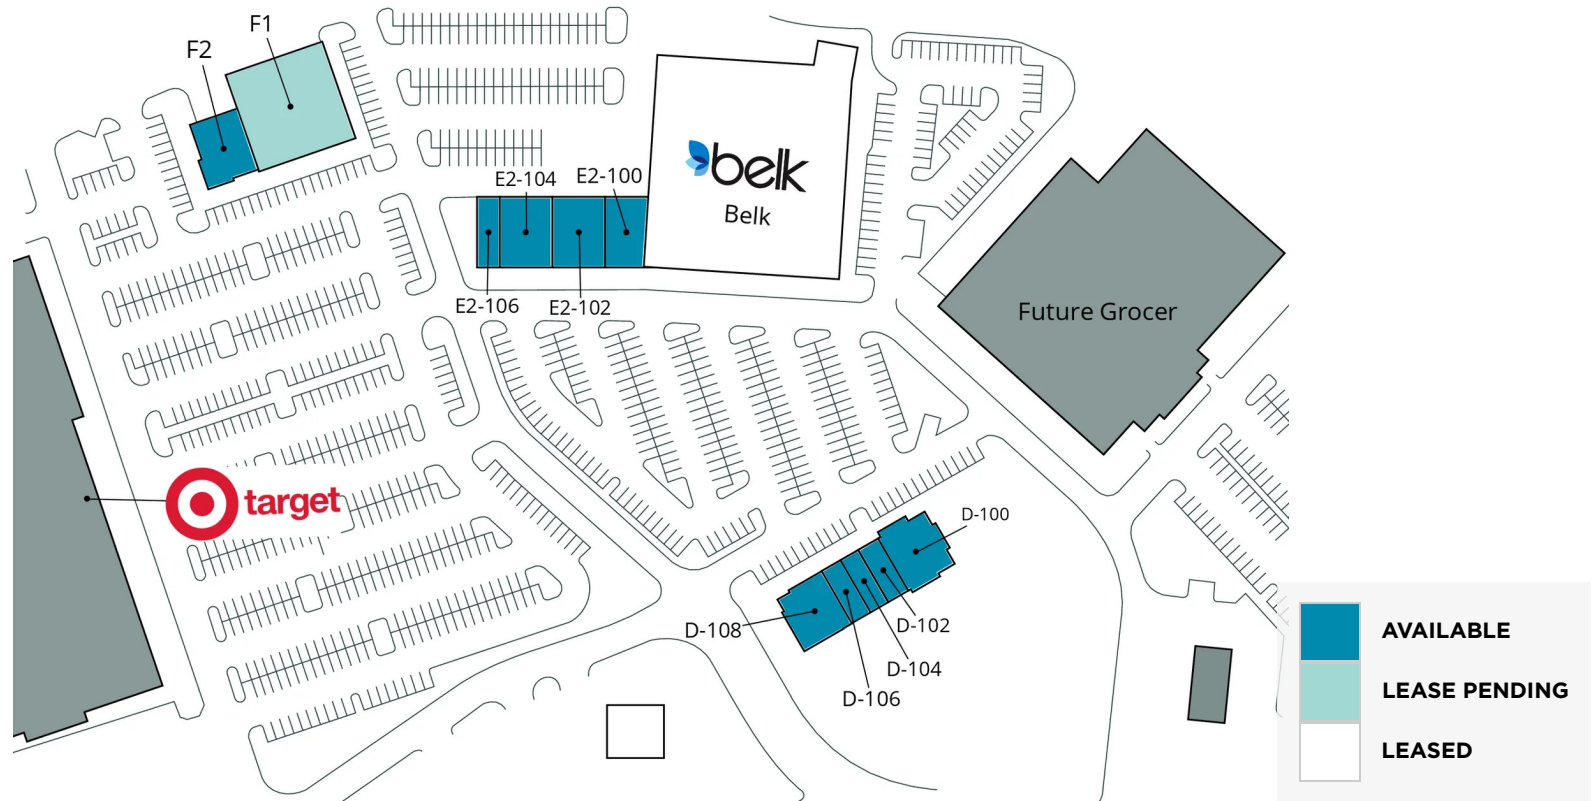 F1
F2
belk
Belk
E2-104
E2-100
E2-106
E2-102
Future Grocer
target
D-100
D-108
D-102
D-104
D-106
AVAILABLE
LEASE PENDING
LEASED